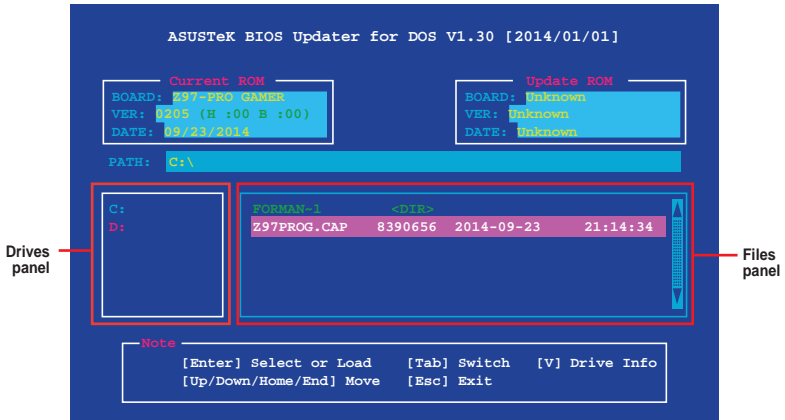 ASUSTeK BIOS Updater for DOS V1.30 [2014/01/01]
Current ROM
BOARD: Z97-PRO GAMER
VER: 0205 (H :00 B :00)
DATE: 09/23/2014
Update ROM
BOARD: Unknown
VER: Unknown
DATE: Unknown
PATH: C:\
C:
D:
FORMAN~1 <DIR>
Z97PROG.CAP 8390656 2014-09-23 21:14:34
Drives
panel
Files
panel
Note
[Enter] Select or Load [Tab] Switch [V] Drive Info
[Up/Down/Home/End] Move [Esc] Exit